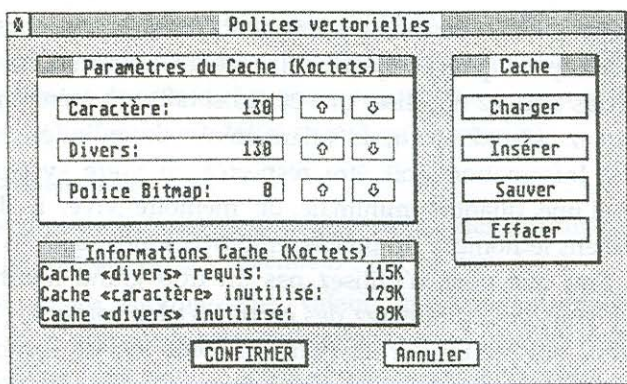 Polices vectorielles
Paramètres du Cache (Koctets)
Caractère: 130
Divers: 130
Police Bitmap: 0
Cache
Charger
Insérer
Sauver
Effacer
Informations Cache (Koctets)
Cache «divers» requis: 115K
Cache «caractère» inutilisé: 129K
Cache «divers» inutilisé: 89K
CONFIRMER
Annuler